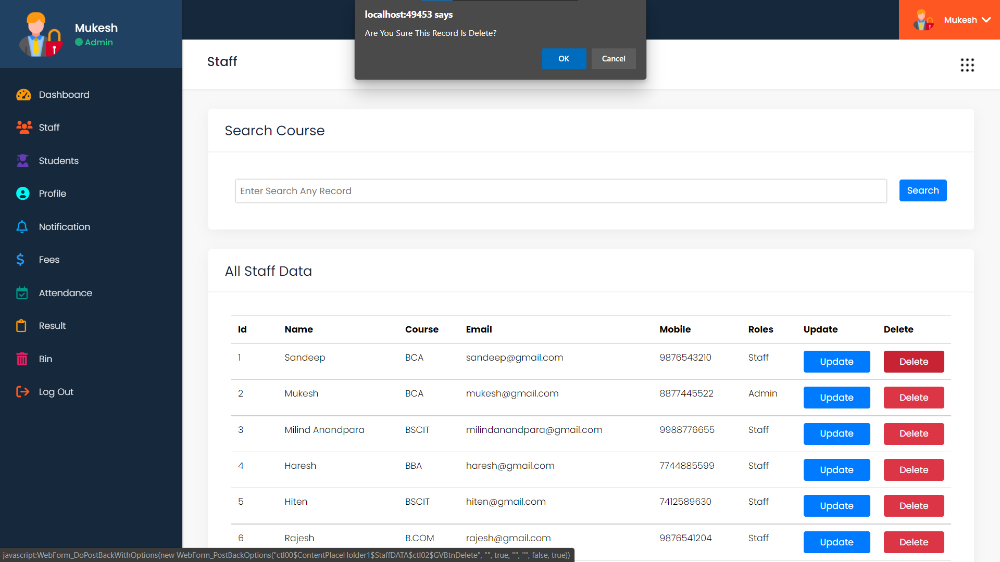 Mukesh
Admin
Dashboard
Staff
Students
Profile
Notification
Fees
Attendance
Result
Bin
Log Out
localhost:49453 says
Are You Sure This Record Is Delete?
OK
Cancel
Mukesh
Staff
Search Course
Enter Search Any Record
Search
All Staff Data
Id Name Course Email Mobile Roles Update Delete
1 Sandeep BCA sandeep@gmail.com 9876543210 Staff Update Delete
2 Mukesh BCA mukesh@gmail.com 8877445522 Admin Update Delete
3 Milind Anandpara BSCIT milindanandpara@gmail.com 9988776655 Staff Update Delete
4 Haresh BBA haresh@gmail.com 7744885599 Staff Update Delete
5 Hiten BSCIT hiten@gmail.com 7412589630 Staff Update Delete
6 Rajesh B.COM rajesh@gmail.com 9876541204 Staff Update Delete
javascript:WebForm_DoPostBackWithOptions(new WebForm_PostBackOptions("ctl00$ContentPlaceHolder1$StaffDATA$ctl02$GVBtnDelete", "", true, "", "", false, true))